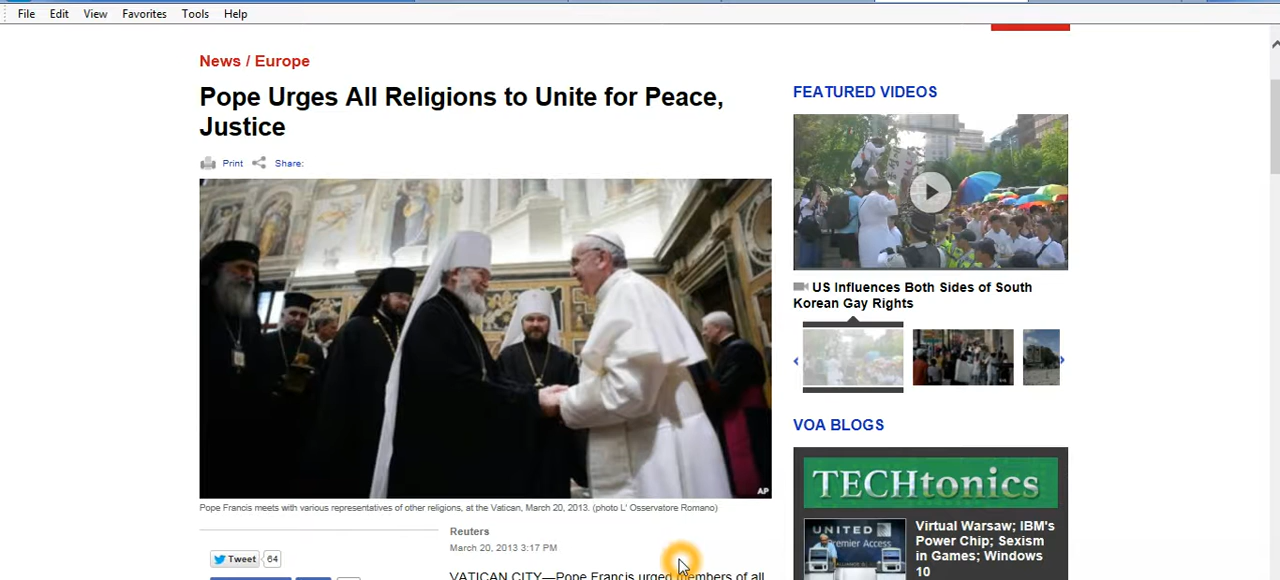 File Edit View Favorites Tools Help
News / Europe
Pope Urges All Religions to Unite for Peace,
Justice
Print Share:
AP
Pope Francis meets with various representatives of other religions, at the Vatican, March 20, 2013. (photo L' Osservatore Romano)
Tweet 64
Reuters
March 20, 2013 3:17 PM
VATICAN CITY—Pope Francis urged members of all
FEATURED VIDEOS
US Influences Both Sides of South
Korean Gay Rights
VOA BLOGS
TECHtonics
UNITED
Premier Access
Virtual Warsaw; IBM's
Power Chip; Sexism
in Games; Windows
10